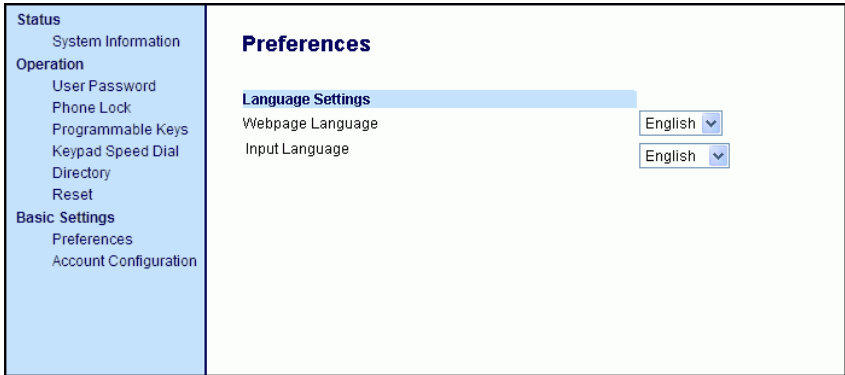 Status
System Information
Operation
User Password
Phone Lock
Programmable Keys
Keypad Speed Dial
Directory
Reset
Basic Settings
Preferences
Account Configuration
Preferences
Language Settings
Webpage Language English
Input Language English